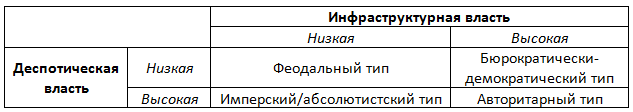 Инфраструктурная власть
Низкая Высокая
Деспотическая власть Низкая Феодальный тип Бюрократически-
демократический тип
Высокая Имперский/абсолютистский тип Авторитарный тип